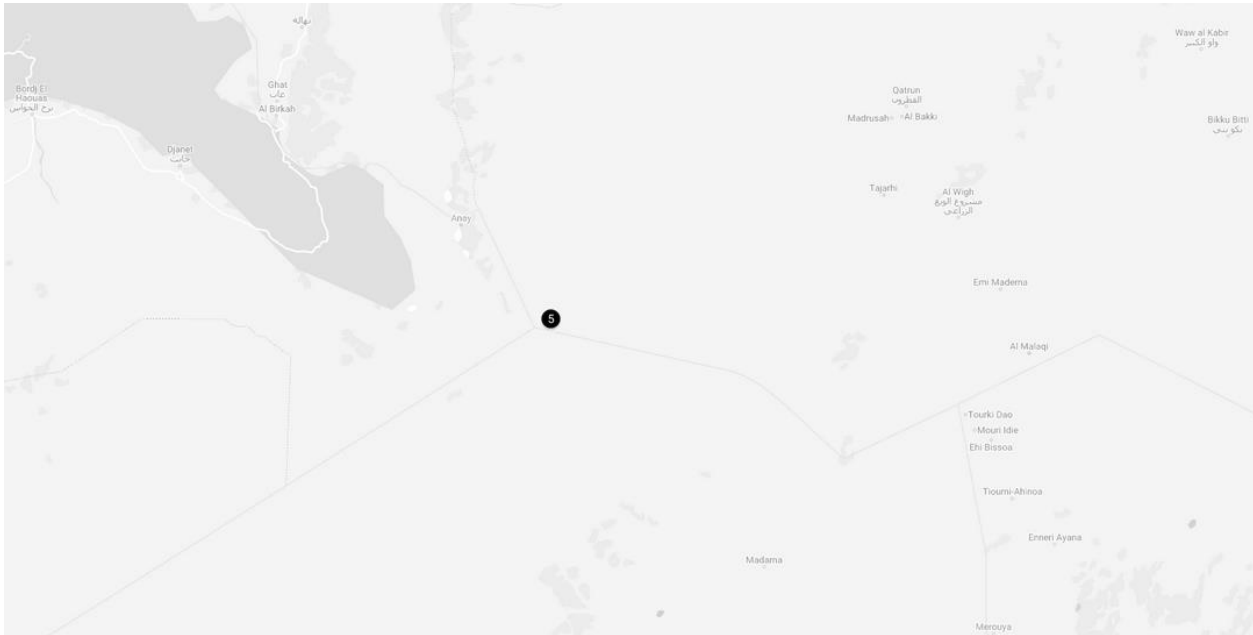 تهالة
Waw al Kabir
واو الكبير
Ghat
غات
Al Birkah
Bordj El
Haouas
برج الحواس
Qatrun
القطرون
Madrusah
Al Bakki
Bikku Bitti
بكو بيتي
Djanet
جانت
Tajarhi
Al Wigh
مشروع الويغ
الزراعي
Anay
Emi Madema
5
Al Malaqi
Tourki Dao
Mouri Idie
Ehi Bissoa
Tioumi-Ahinoa
Enneri Ayana
Madama
Merouya